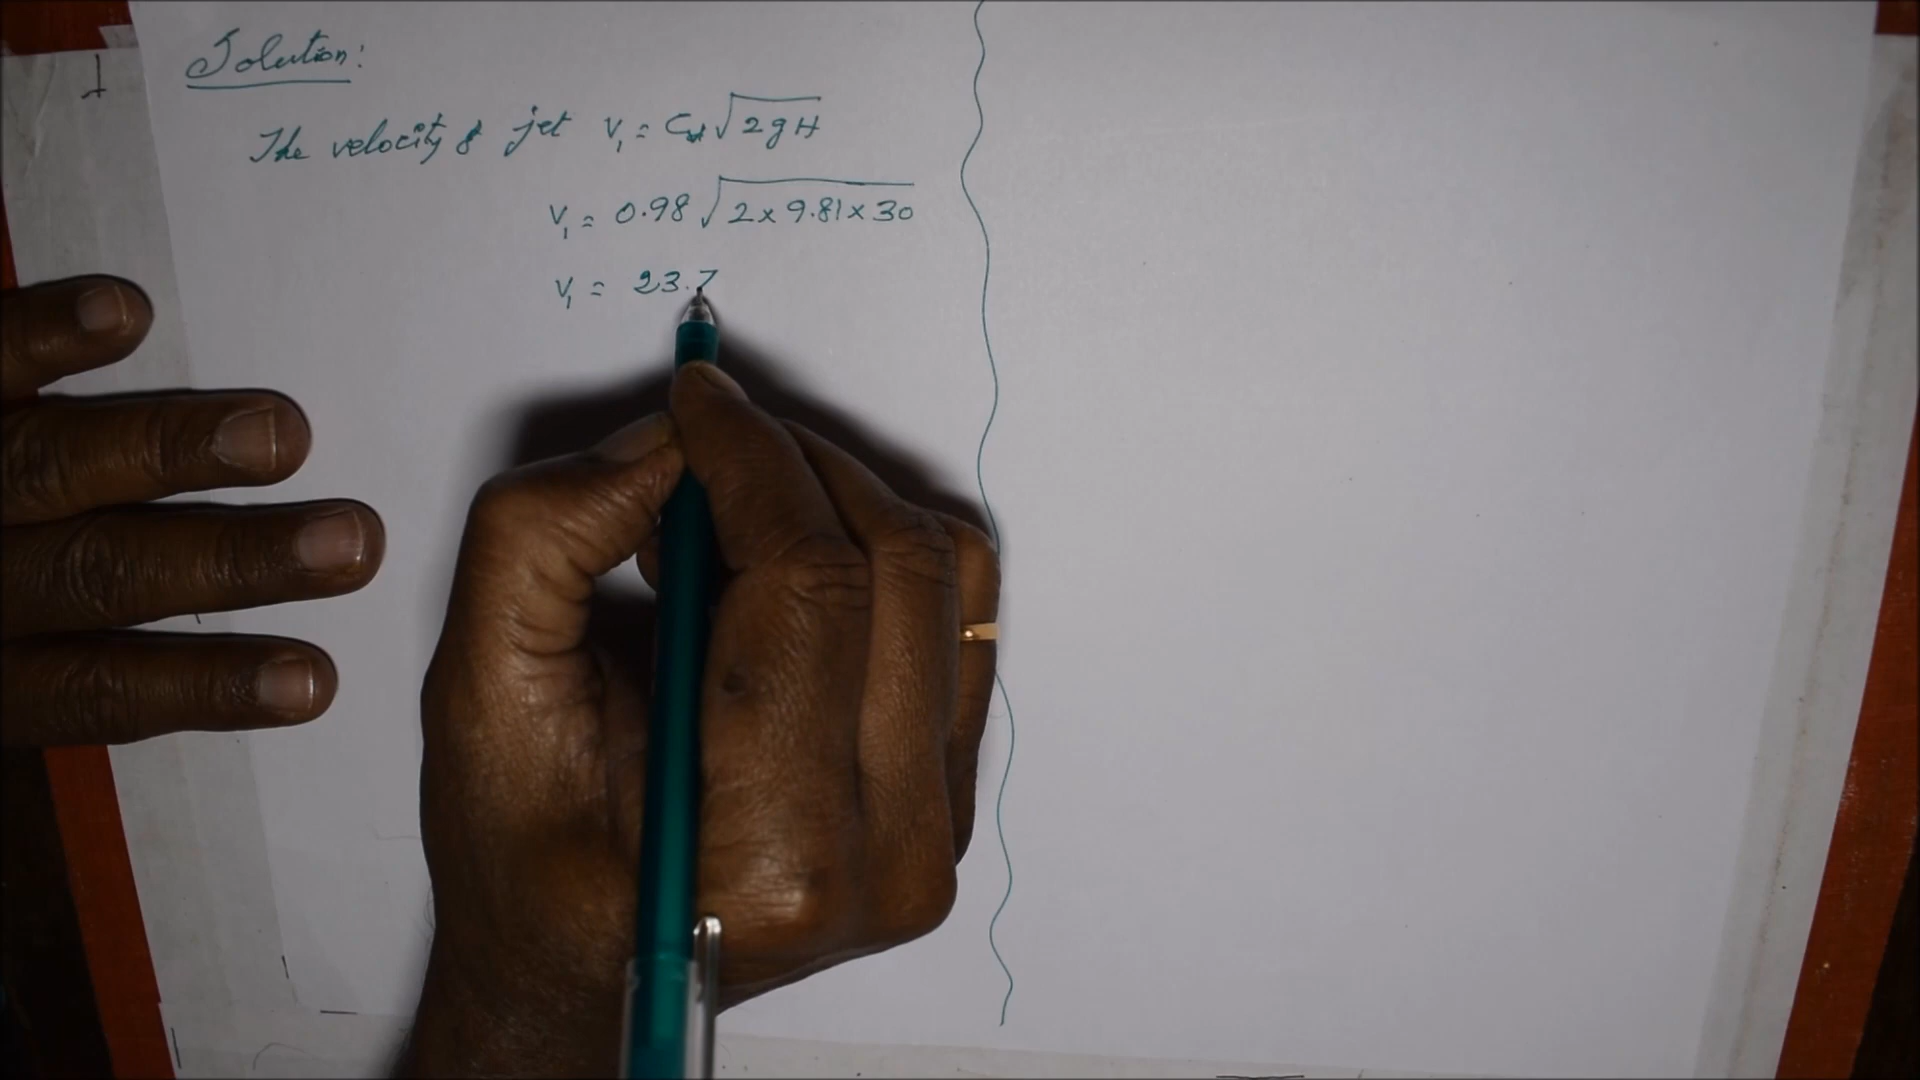 Solution:
The velocity of jet V₁ = Cᵥ√2gH
V₁ = 0.98 √2 x 9.81 x 30
V₁ = 23.7